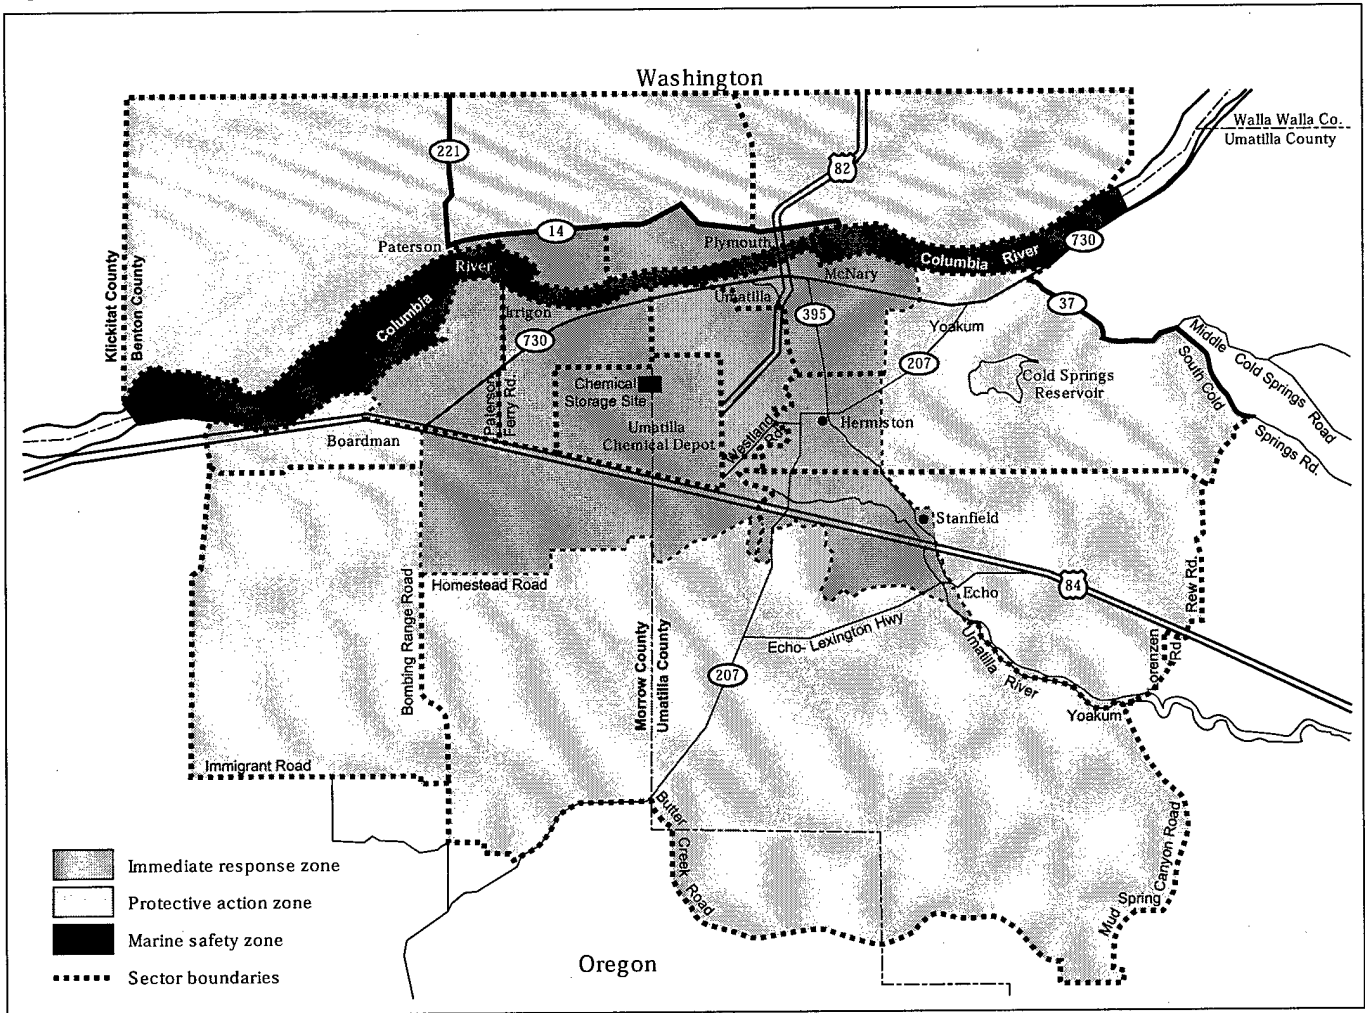 Washington
Walla Walla Co.
Umatilla County
221
82
14
Paterson
Plymouth
730
River
Columbia River
McNary
Klickitat County
Benton County
Columbia
Irrigon
Umatilla
395
37
Yoakum
730
207
Middle Cold Springs Road
South Cold Springs Rd.
Cold Springs
Reservoir
Paterson
Ferry Rd.
Chemical
Storage Site
Umatilla
Chemical Depot
Westland
Rd.
Hermiston
Boardman
Stanfield
Homestead Road
Bombing Range Road
84
Rew Rd.
Echo
Echo- Lexington Hwy
Morrow County
Umatilla County
207
Umatilla River
Lorenzen
Rd.
Yoakum
Immigrant Road
Butter Creek Road
Mud Spring Canyon Road
Immediate response zone
Protective action zone
Marine safety zone
Sector boundaries
Oregon